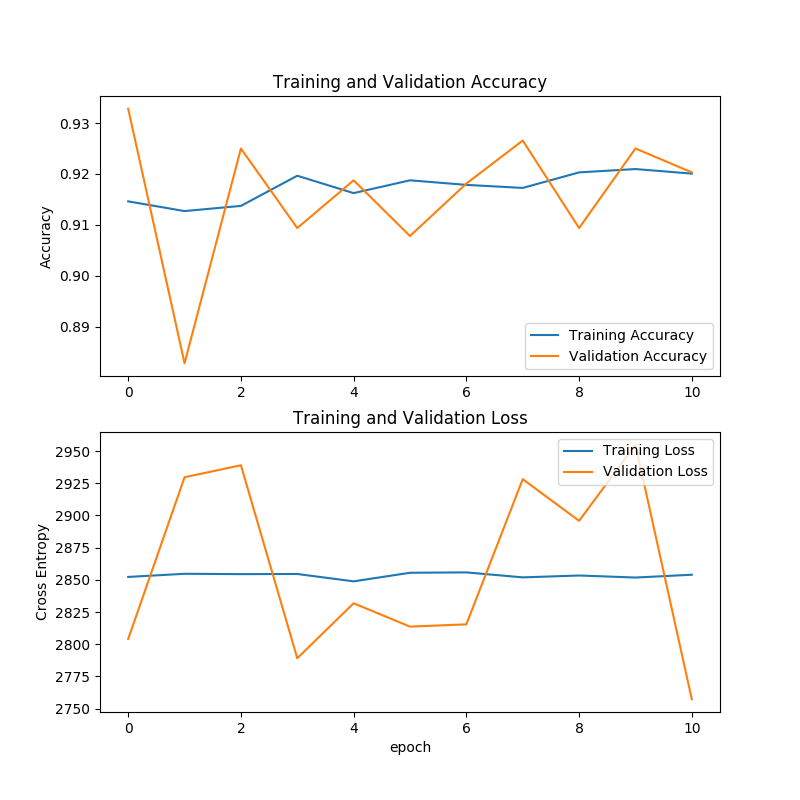 Training and Validation Accuracy
Accuracy
0.93
0.92
0.91
0.90
0.89
Training Accuracy
Validation Accuracy
0 2 4 6 8 10
Training and Validation Loss
Cross Entropy
2950
2925
2900
2875
2850
2825
2800
2775
2750
Training Loss
Validation Loss
0 2 4 6 8 10
epoch